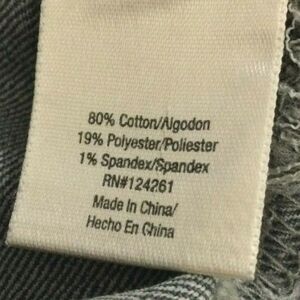 80% Cotton/Algodon
19% Polyester/Poliester
1% Spandex/Spandex
RN#124261
Made In China/
Hecho En China